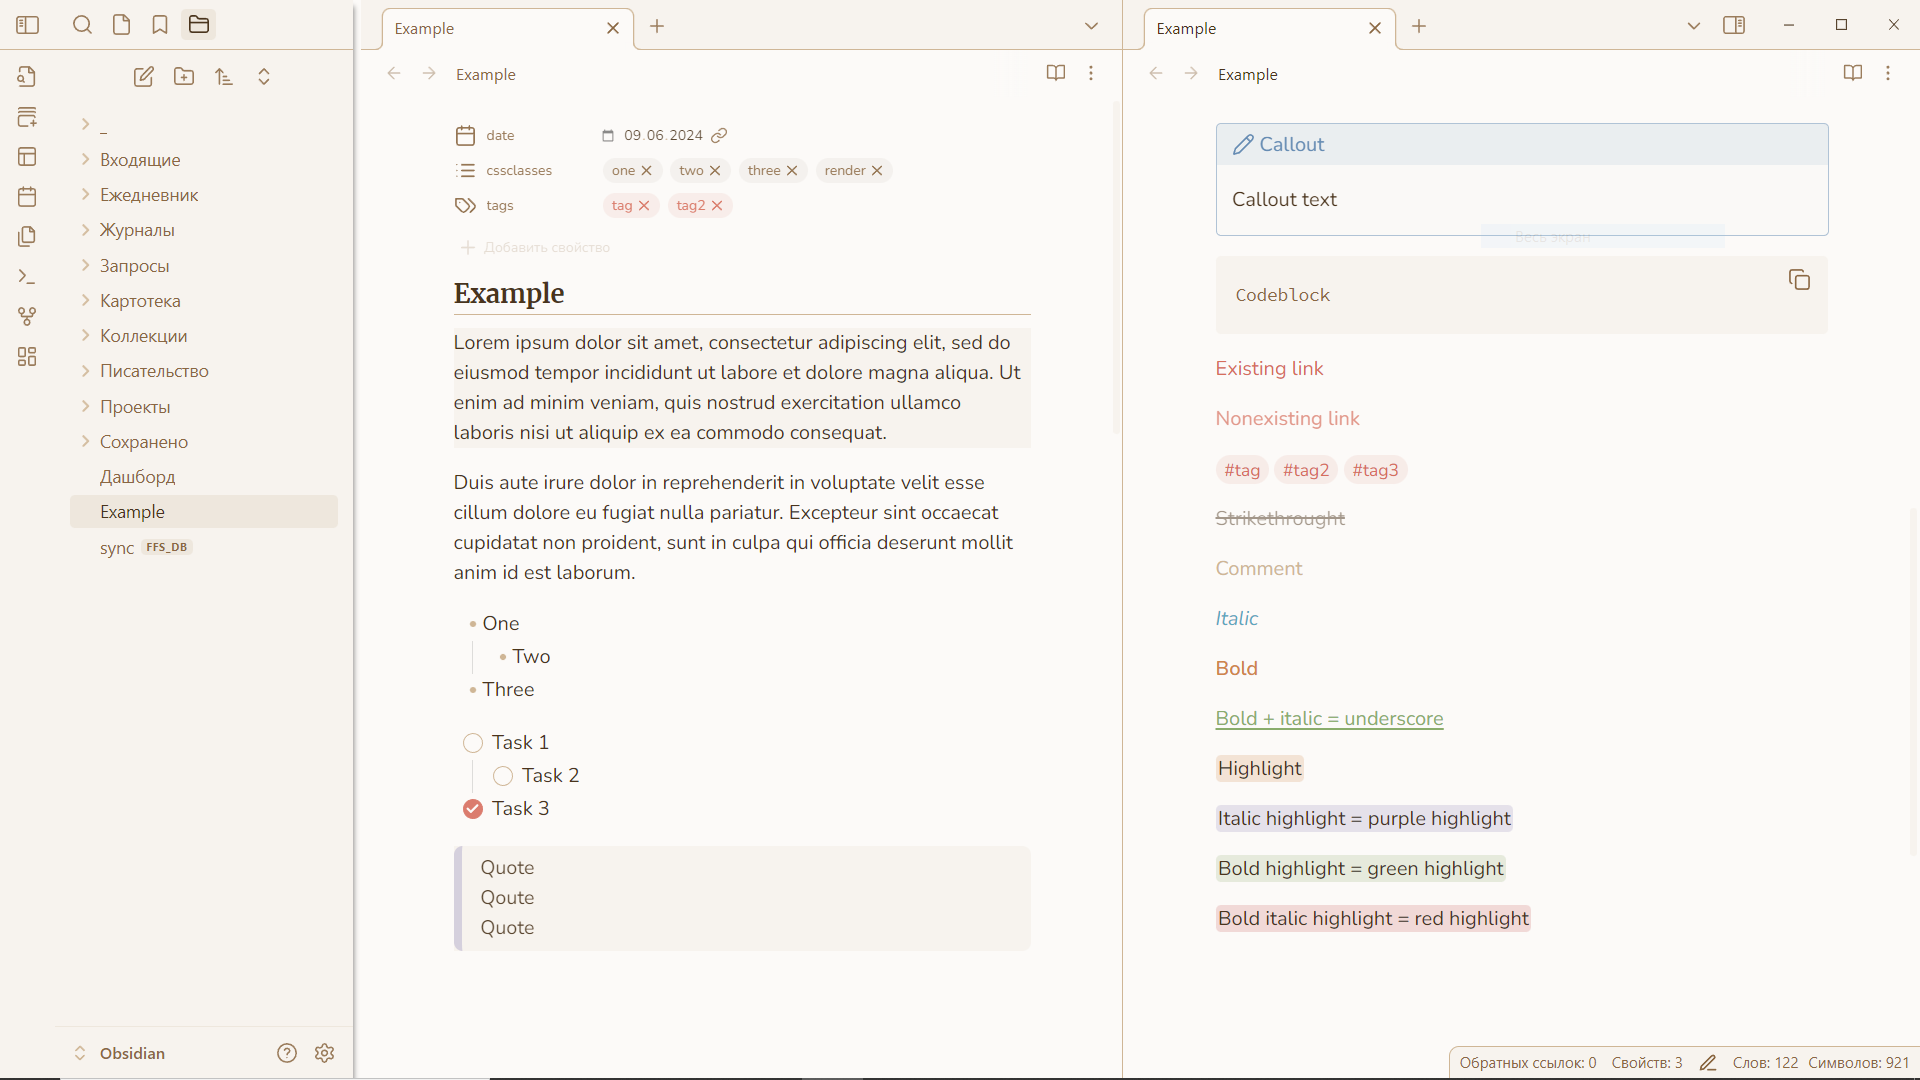 _
Входящие
Ежедневник
Журналы
Запросы
Картотека
Коллекции
Писательство
Проекты
Сохранено
Дашборд
Example
sync FFS_DB
Obsidian
Example
Example
date 09.06.2024
cssclasses one two three render
tags tag tag2
Добавить свойство
Example
Lorem ipsum dolor sit amet, consectetur adipiscing elit, sed do
eiusmod tempor incididunt ut labore et dolore magna aliqua. Ut
enim ad minim veniam, quis nostrud exercitation ullamco
laboris nisi ut aliquip ex ea commodo consequat.
Duis aute irure dolor in reprehenderit in voluptate velit esse
cillum dolore eu fugiat nulla pariatur. Excepteur sint occaecat
cupidatat non proident, sunt in culpa qui officia deserunt mollit
anim id est laborum.
One
Two
Three
Task 1
Task 2
Task 3
Quote
Qoute
Quote
Example
Example
Callout
Callout text
Весь экран
Codeblock
Existing link
Nonexisting link
#tag #tag2 #tag3
Strikethrought
Comment
Italic
Bold
Bold + italic = underscore
Highlight
Italic highlight = purple highlight
Bold highlight = green highlight
Bold italic highlight = red highlight
Обратных ссылок: 0 Свойств: 3 Слов: 122 Символов: 921